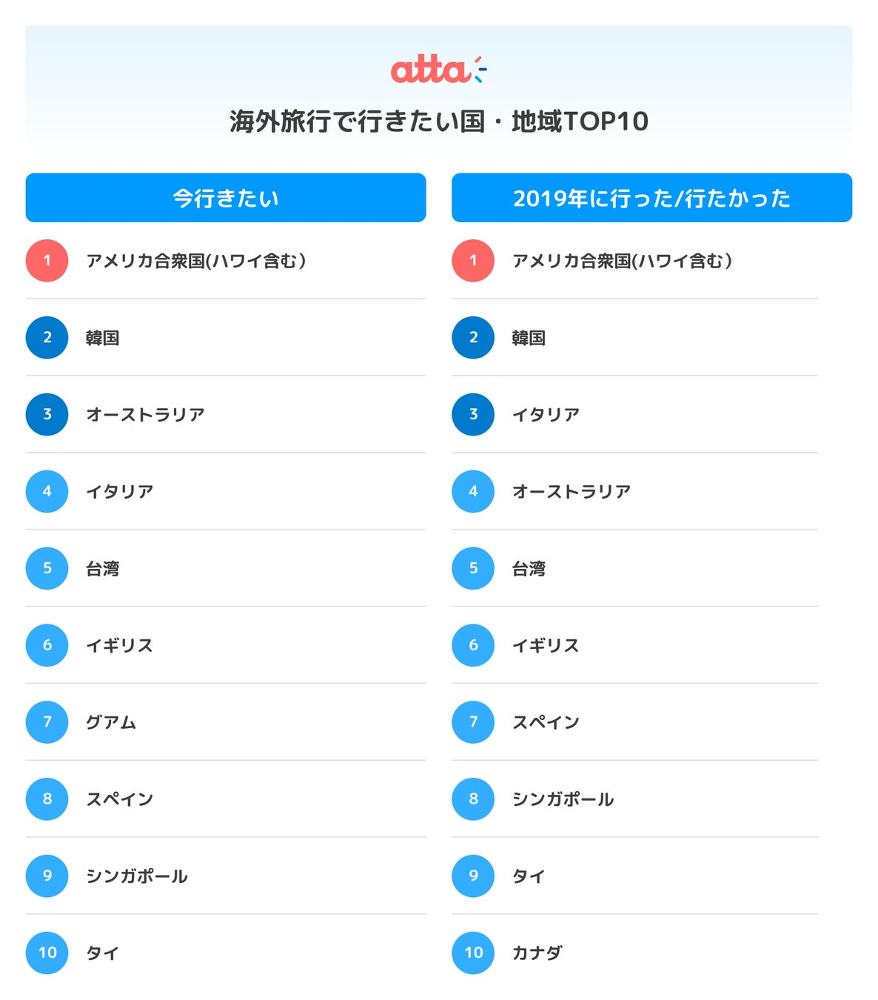 atta
海外旅行で行きたい国・地域TOP10
今行きたい
1 アメリカ合衆国(ハワイ含む）
2 韓国
3 オーストラリア
4 イタリア
5 台湾
6 イギリス
7 グアム
8 スペイン
9 シンガポール
10 タイ
2019年に行った/行たかった
1 アメリカ合衆国(ハワイ含む）
2 韓国
3 イタリア
4 オーストラリア
5 台湾
6 イギリス
7 スペイン
8 シンガポール
9 タイ
10 カナダ